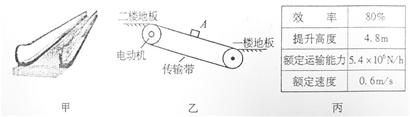 二楼地板
A
一楼地板
电动机
传输带
甲
乙
效 率 80%
提升高度 4.8m
额定运输能力 5.4×10⁶N/h
额定速度 0.6m/s
丙